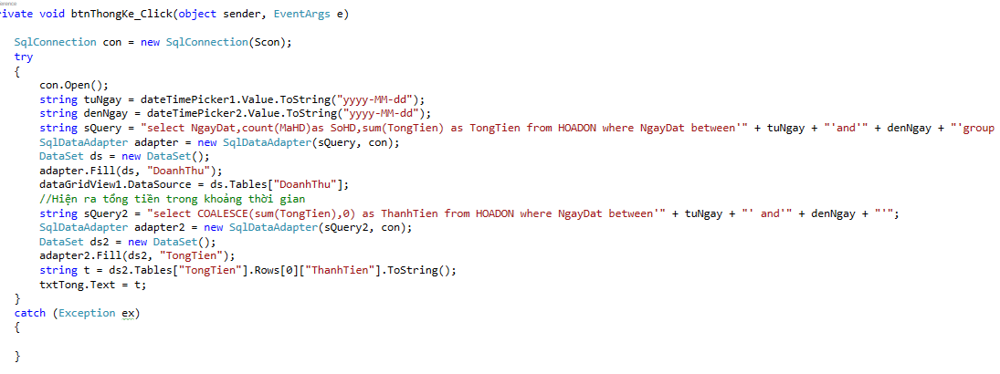 rivate void btnThongKe_Click(object sender, EventArgs e)
SqlConnection con = new SqlConnection(Scon);
try
{
con.Open();
string tuNgay = dateTimePicker1.Value.ToString("yyyy-MM-dd");
string denNgay = dateTimePicker2.Value.ToString("yyyy-MM-dd");
string sQuery = "select NgayDat,count(MaHD)as SoHD,sum(TongTien) as TongTien from HOADON where NgayDat between'" + tuNgay + "'and'" + denNgay + "'group
SqlDataAdapter adapter = new SqlDataAdapter(sQuery, con);
DataSet ds = new DataSet();
adapter.Fill(ds, "DoanhThu");
dataGridView1.DataSource = ds.Tables["DoanhThu"];
//Hiện ra tổng tiền trong khoảng thời gian
string sQuery2 = "select COALESCE(sum(TongTien),0) as ThanhTien from HOADON where NgayDat between'" + tuNgay + "' and'" + denNgay + "'";
SqlDataAdapter adapter2 = new SqlDataAdapter(sQuery2, con);
DataSet ds2 = new DataSet();
adapter2.Fill(ds2, "TongTien");
string t = ds2.Tables["TongTien"].Rows[0]["ThanhTien"].ToString();
txtTong.Text = t;
}
catch (Exception ex)
{
}